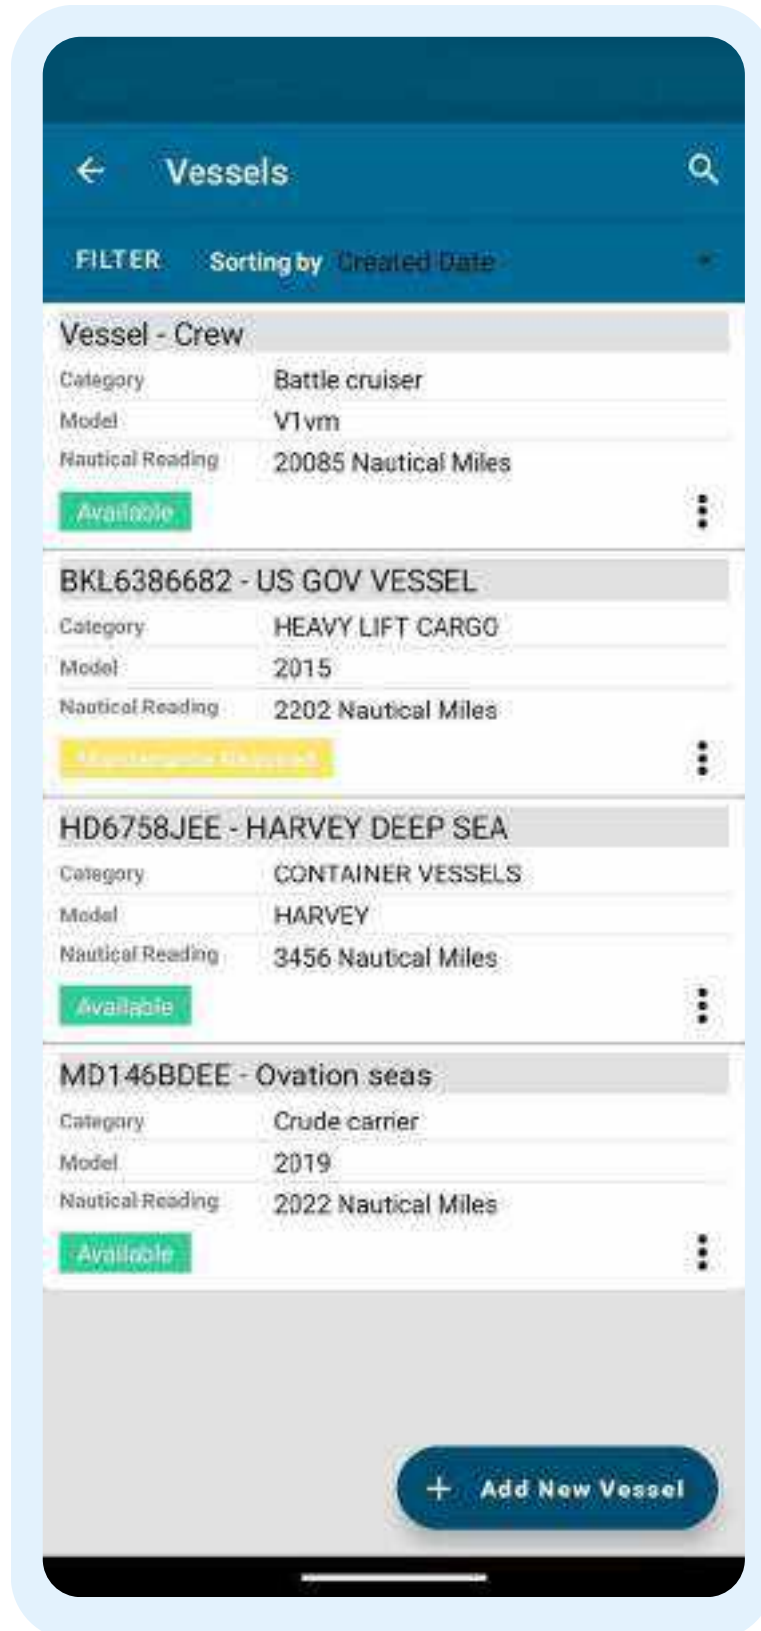 Vessels
FILTER Sorting by Created Date
Vessel - Crew
Category Battle cruiser
Model V1vm
Nautical Reading 20085 Nautical Miles
Available
BKL6386682 - US GOV VESSEL
Category HEAVY LIFT CARGO
Model 2015
Nautical Reading 2202 Nautical Miles
Maintenance Required
HD6758JEE - HARVEY DEEP SEA
Category CONTAINER VESSELS
Model HARVEY
Nautical Reading 3456 Nautical Miles
Available
MD146BDEE - Ovation seas
Category Crude carrier
Model 2019
Nautical Reading 2022 Nautical Miles
Available
+ Add New Vessel